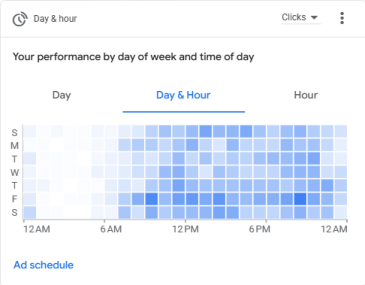 Day & hour
Clicks
Your performance by day of week and time of day
Day
Day & Hour
Hour
S
M
T
W
T
F
S
12 AM
6 AM
12 PM
6 PM
12 AM
Ad schedule